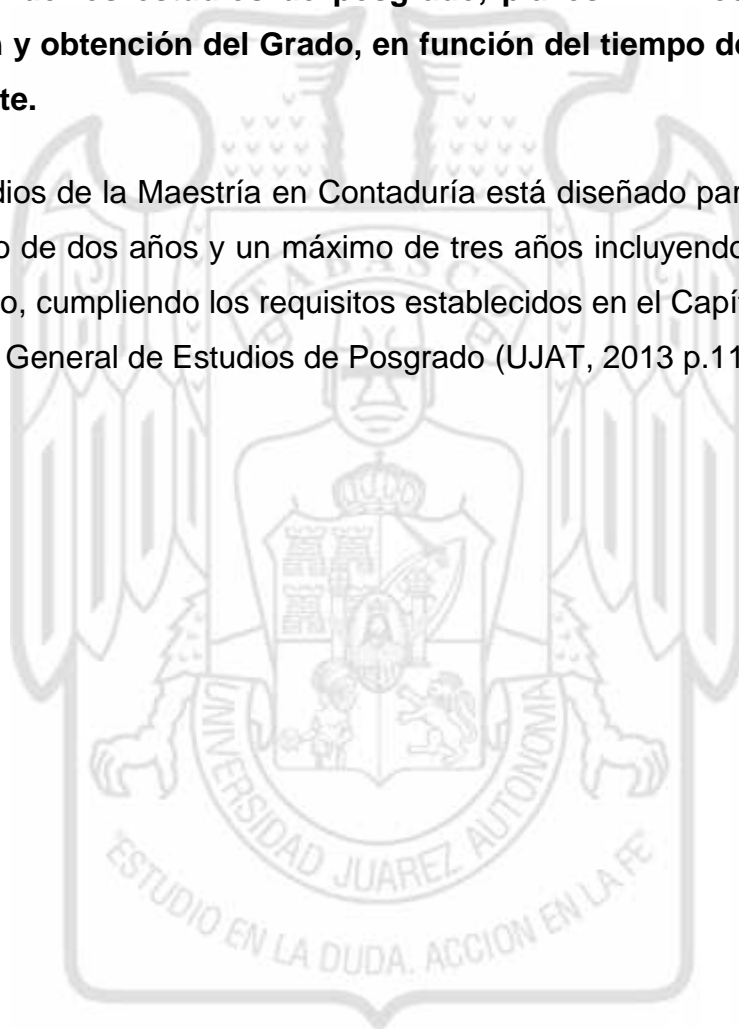 n y obtención del Grado, en función del tiempo de
te.
dios de la Maestría en Contaduría está diseñado par
o de dos años y un máximo de tres años incluyendo
o, cumpliendo los requisitos establecidos en el Capí
General de Estudios de Posgrado (UJAT, 2013 p.11
TABASCO
UNIVERSIDAD JUAREZ AUTONOMA
ESTUDIO EN LA DUDA. ACCION EN LA FE